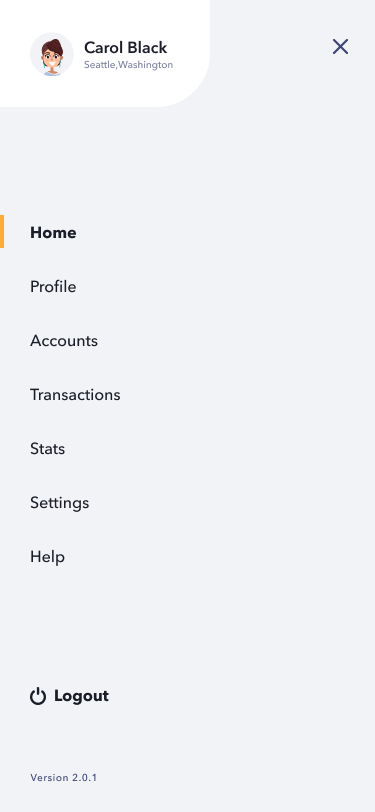 Carol Black
Seattle,Washington
Home
Profile
Accounts
Transactions
Stats
Settings
Help
Logout
Version 2.0.1